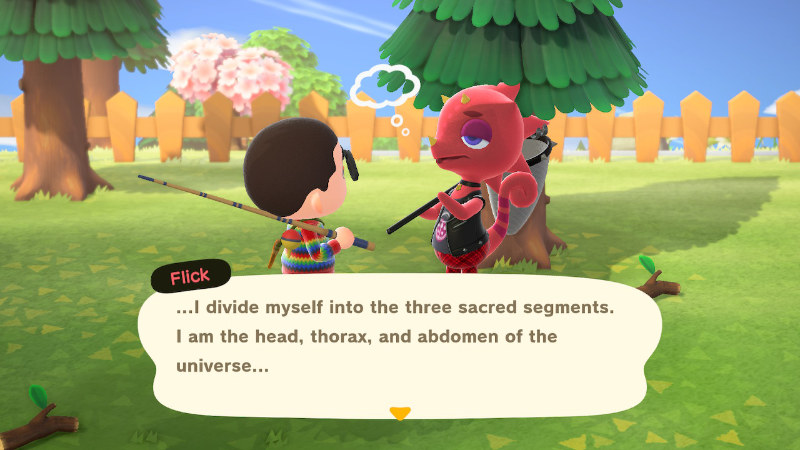 Flick
...I divide myself into the three sacred segments.
I am the head, thorax, and abdomen of the
universe...